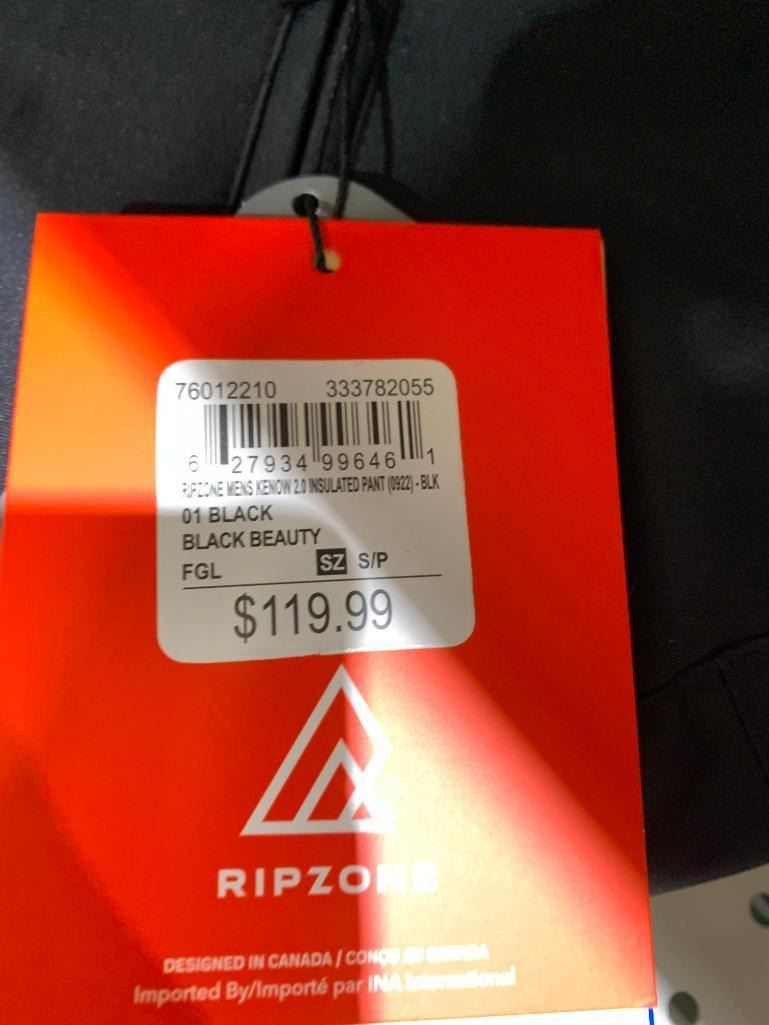 76012210 333782055
6 27934 99646 1
RIPZONE MENS KENOW 2.0 INSULATED PANT (0922) - BLK
01 BLACK
BLACK BEAUTY
FGL SZ S/P
$119.99
RIPZONE
DESIGNED IN CANADA / CONÇU AU CANADA
Imported By/Importé par INA International